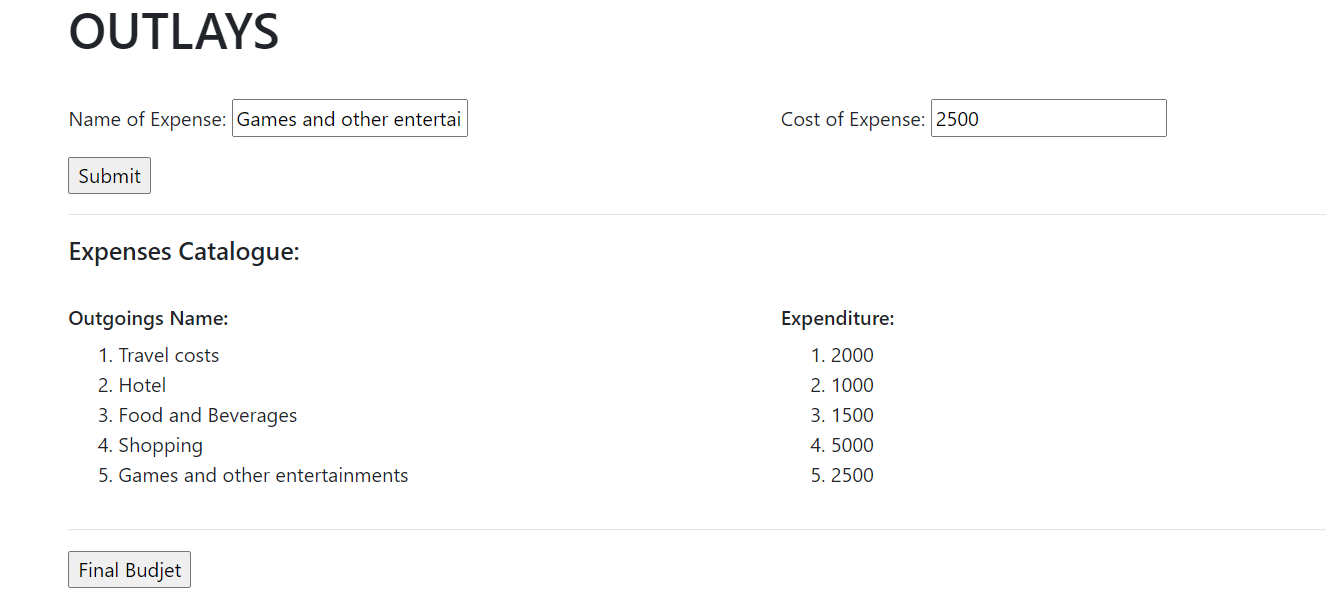 OUTLAYS
Name of Expense: Games and other entertai Cost of Expense: 2500
Submit
Expenses Catalogue:
Outgoings Name: Expenditure:
1. Travel costs 1. 2000
2. Hotel 2. 1000
3. Food and Beverages 3. 1500
4. Shopping 4. 5000
5. Games and other entertainments 5. 2500
Final Budjet